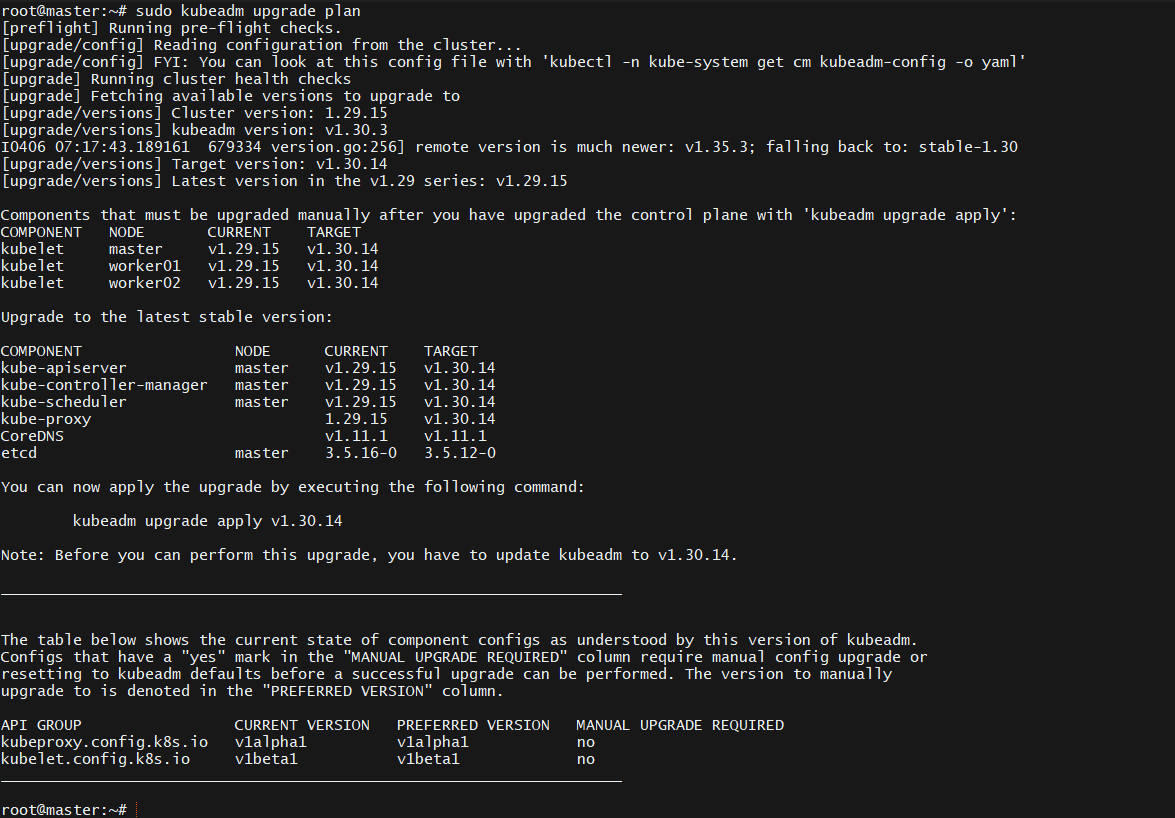 root@master:~# sudo kubeadm upgrade plan
[preflight] Running pre-flight checks.
[upgrade/config] Reading configuration from the cluster...
[upgrade/config] FYI: You can look at this config file with 'kubectl -n kube-system get cm kubeadm-config -o yaml'
[upgrade] Running cluster health checks
[upgrade] Fetching available versions to upgrade to
[upgrade/versions] Cluster version: 1.29.15
[upgrade/versions] kubeadm version: v1.30.3
I0406 07:17:43.189161  679334 version.go:256] remote version is much newer: v1.35.3; falling back to: stable-1.30
[upgrade/versions] Target version: v1.30.14
[upgrade/versions] Latest version in the v1.29 series: v1.29.15
Components that must be upgraded manually after you have upgraded the control plane with 'kubeadm upgrade apply':
COMPONENT   NODE       CURRENT    TARGET
kubelet     master     v1.29.15   v1.30.14
kubelet     worker01   v1.29.15   v1.30.14
kubelet     worker02   v1.29.15   v1.30.14
Upgrade to the latest stable version:
COMPONENT                 NODE      CURRENT    TARGET
kube-apiserver            master    v1.29.15   v1.30.14
kube-controller-manager   master    v1.29.15   v1.30.14
kube-scheduler            master    v1.29.15   v1.30.14
kube-proxy                          1.29.15    v1.30.14
CoreDNS                             v1.11.1    v1.11.1
etcd                      master    3.5.16-0   3.5.12-0
You can now apply the upgrade by executing the following command:
        kubeadm upgrade apply v1.30.14
Note: Before you can perform this upgrade, you have to update kubeadm to v1.30.14.
_____________________________________________________________________
The table below shows the current state of component configs as understood by this version of kubeadm.
Configs that have a "yes" mark in the "MANUAL UPGRADE REQUIRED" column require manual config upgrade or
resetting to kubeadm defaults before a successful upgrade can be performed. The version to manually
upgrade to is denoted in the "PREFERRED VERSION" column.
API GROUP                 CURRENT VERSION   PREFERRED VERSION   MANUAL UPGRADE REQUIRED
kubeproxy.config.k8s.io   v1alpha1          v1alpha1            no
kubelet.config.k8s.io     v1beta1           v1beta1             no
_____________________________________________________________________
root@master:~#